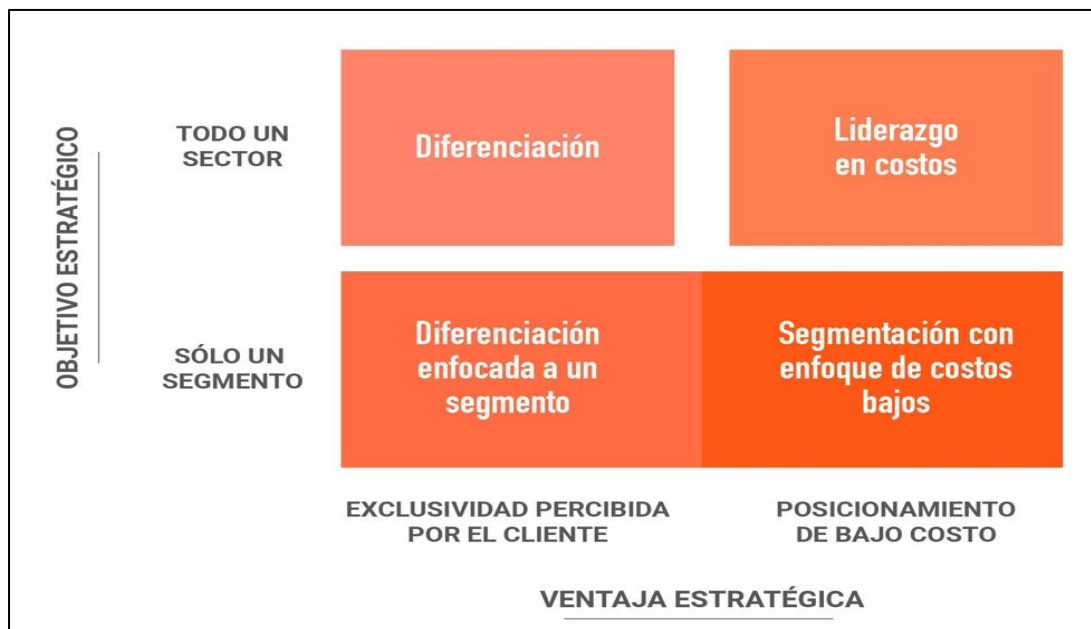 OBJETIVO ESTRATÉGICO
TODO UN
SECTOR
Diferenciación
Liderazgo
en costos
SÓLO UN
SEGMENTO
Diferenciación
enfocada a un
segmento
Segmentación con
enfoque de costos
bajos
EXCLUSIVIDAD PERCIBIDA
POR EL CLIENTE
POSICIONAMIENTO
DE BAJO COSTO
VENTAJA ESTRATÉGICA